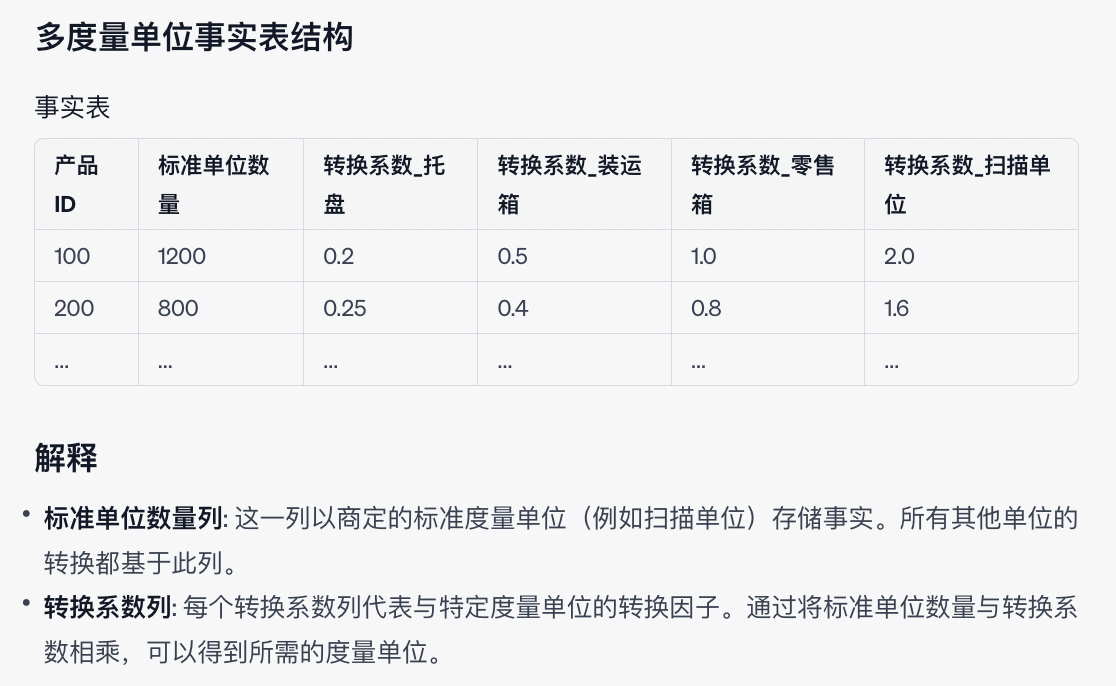 多度量单位事实表结构
事实表
产品ID 标准单位数量 转换系数_托盘 转换系数_装运箱 转换系数_零售箱 转换系数_扫描单位
100 1200 0.2 0.5 1.0 2.0
200 800 0.25 0.4 0.8 1.6
... ... ... ... ... ...
解释
• 标准单位数量列: 这一列以商定的标准度量单位（例如扫描单位）存储事实。所有其他单位的
转换都基于此列。
• 转换系数列: 每个转换系数列代表与特定度量单位的转换因子。通过将标准单位数量与转换系
数相乘，可以得到所需的度量单位。